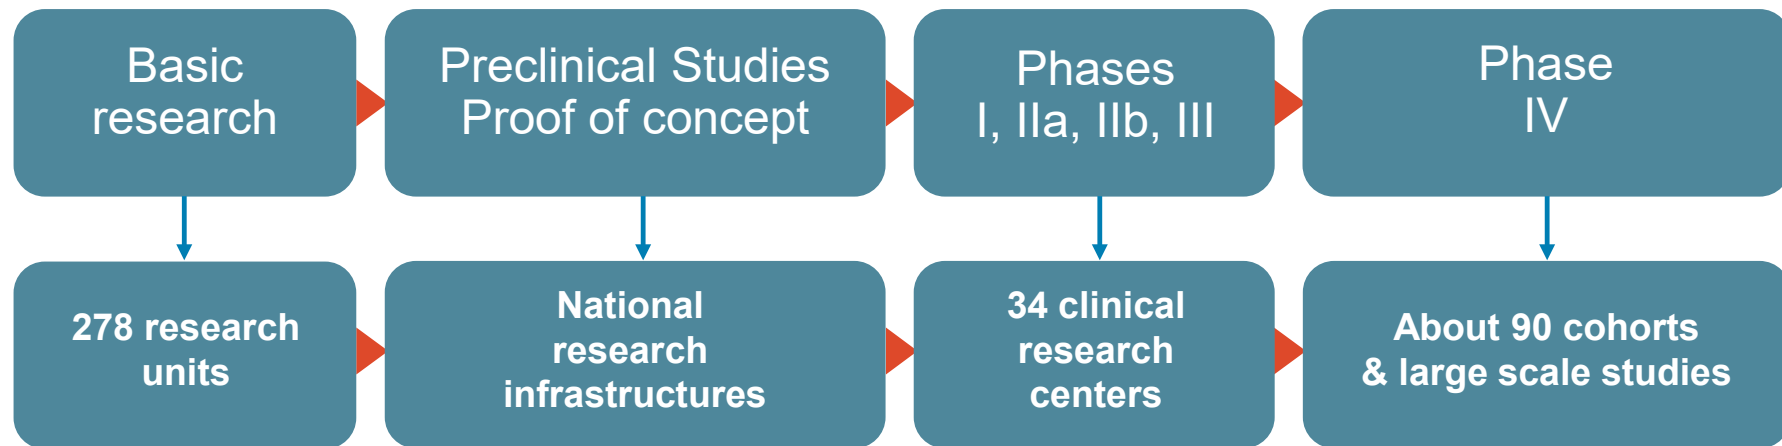 Basic
research
Preclinical Studies
Proof of concept
Phases
I, IIa, IIb, III
Phase
IV
278 research
units
National
research
infrastructures
34 clinical
research
centers
About 90 cohorts
& large scale studies